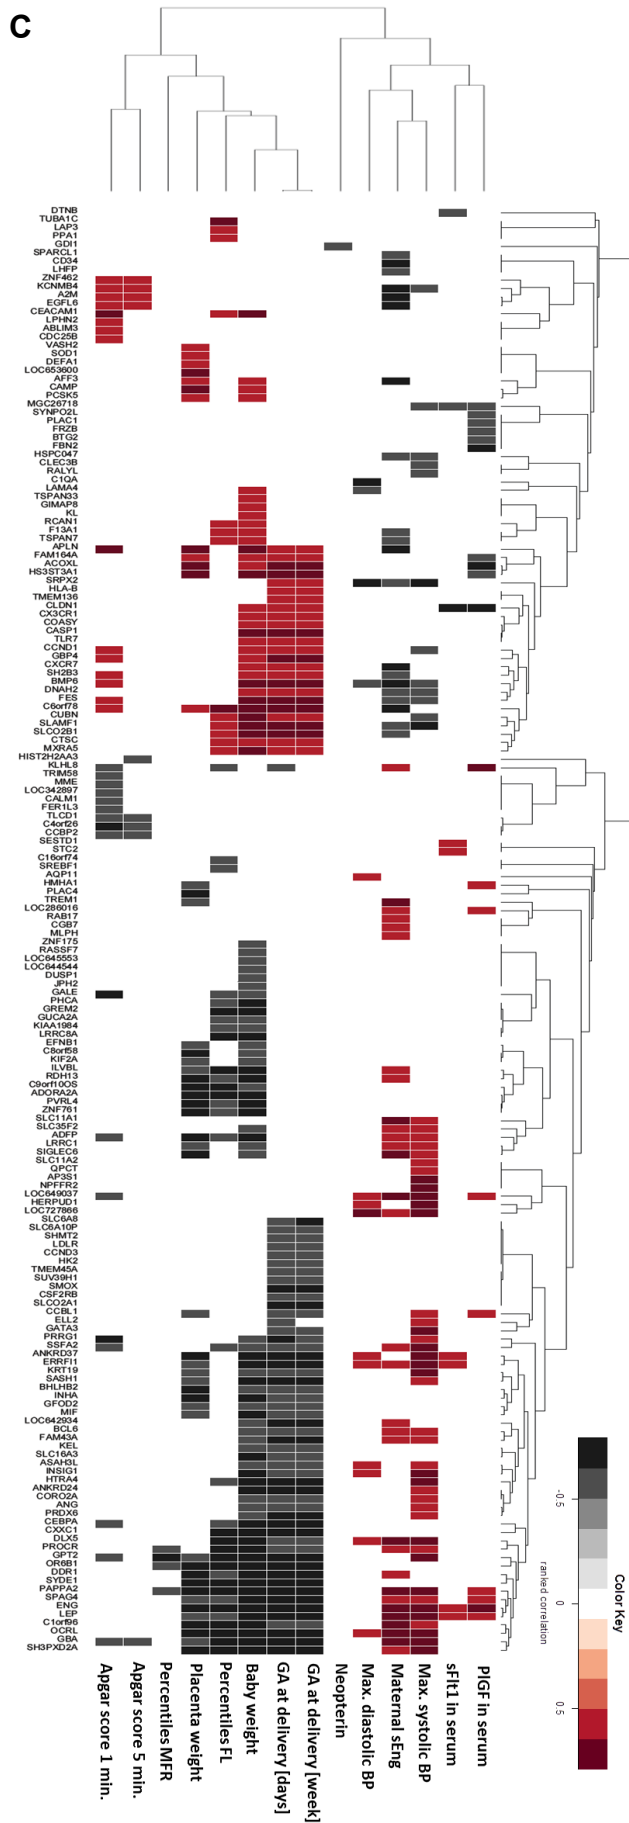 C
DTNB
TUBA1C
LAP3
PPA1
GDI1
SPARCL1
CD34
LHFP
ZNF462
KCNMB4
A2M
EGFL6
CEACAM1
LPHN2
ABLIM3
CDC25B
VASH2
SOD1
DEFA1
LOC653600
AFF3
CAMP
PCSK5
MGC26718
SYNPO2L
PLAC1
FRZB
BTG2
FBN2
HSPC047
CLEC3B
RALYL
C1QA
LAMA4
TSPAN33
GIMAP8
KL
RCAN1
F13A1
TSPAN7
APLN
FAM164A
ACOXL
HS3ST3A1
SRPX2
HLA-B
TMEM136
CLDN1
CX3CR1
COASY
CASP1
TLR7
CCND1
GBP4
CXCR7
SH2B3
BMP6
DNAH2
FES
C6orf78
CUBN
SLAMF1
SLCO2B1
CTSC
MXRA5
HIST2H2AA3
KLHL8
TRIM58
MME
LOC342897
CALM1
FER1L3
TLCD1
C4orf26
CCBP2
SESTD1
STC2
C16orf74
SREBF1
AQP11
HMHA1
PLAC4
TREM1
LOC286016
RAB17
CGB7
MLPH
ZNF175
RASSF7
LOC645553
LOC644544
DUSP1
JPH2
GALE
PHCA
GREM2
GUCA2A
KIAA1984
LRRC8A
EFNB1
C8orf58
KIF2A
ILVBL
RDH13
C9orf10OS
ADORA2A
PVRL4
ZNF761
SLC11A1
SLC35F2
ADFP
LRRC1
SIGLEC6
SLC11A2
QPCT
AP3S1
NPFFR2
LOC649037
HERPUD1
LOC727866
SLC6A8
SLC6A10P
SHMT2
LDLR
CCND3
HK2
TMEM45A
SUV39H1
SMOX
CSF2RB
SLCO2A1
CCBL1
ELL2
GATA3
PRRG1
SSFA2
ANKRD37
ERRFI1
KRT19
SASH1
BHLHB2
INHA
GFOD2
MIF
LOC642934
BCL6
FAM43A
KEL
SLC16A3
ASAH3L
INSIG1
HTRA4
ANKRD24
CORO2A
ANG
PRDX6
CEBPA
CXXC1
DLX5
PROCR
GPT2
OR6B1
DDR1
SYDE1
PAPPA2
SPAG4
ENG
LEP
C1orf96
OCRL
GBA
SH3PXD2A
Apgar score 1 min.
Apgar score 5 min.
Percentiles MFR
Placenta weight
Percentiles FL
Baby weight
GA at delivery [days]
GA at delivery [week]
Neopterin
Max. diastolic BP
Maternal sEng
Max. systolic BP
sFlt1 in serum
PlGF in serum
Color Key
-0.5
0
0.5
ranked correlation